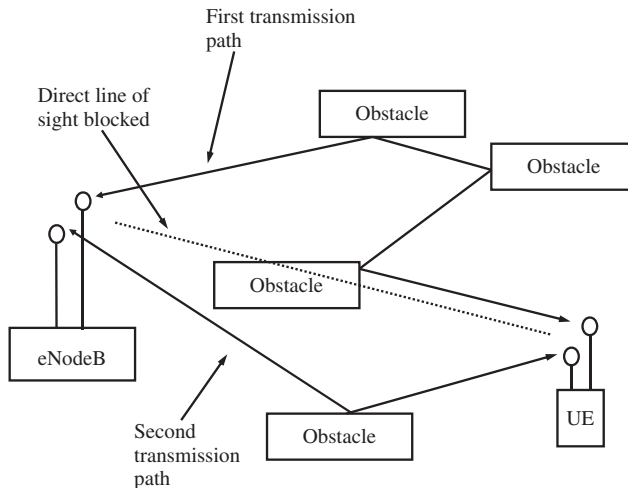 First transmission
path
Direct line of
sight blocked
Obstacle
Obstacle
Obstacle
eNodeB
UE
Obstacle
Second
transmission
path